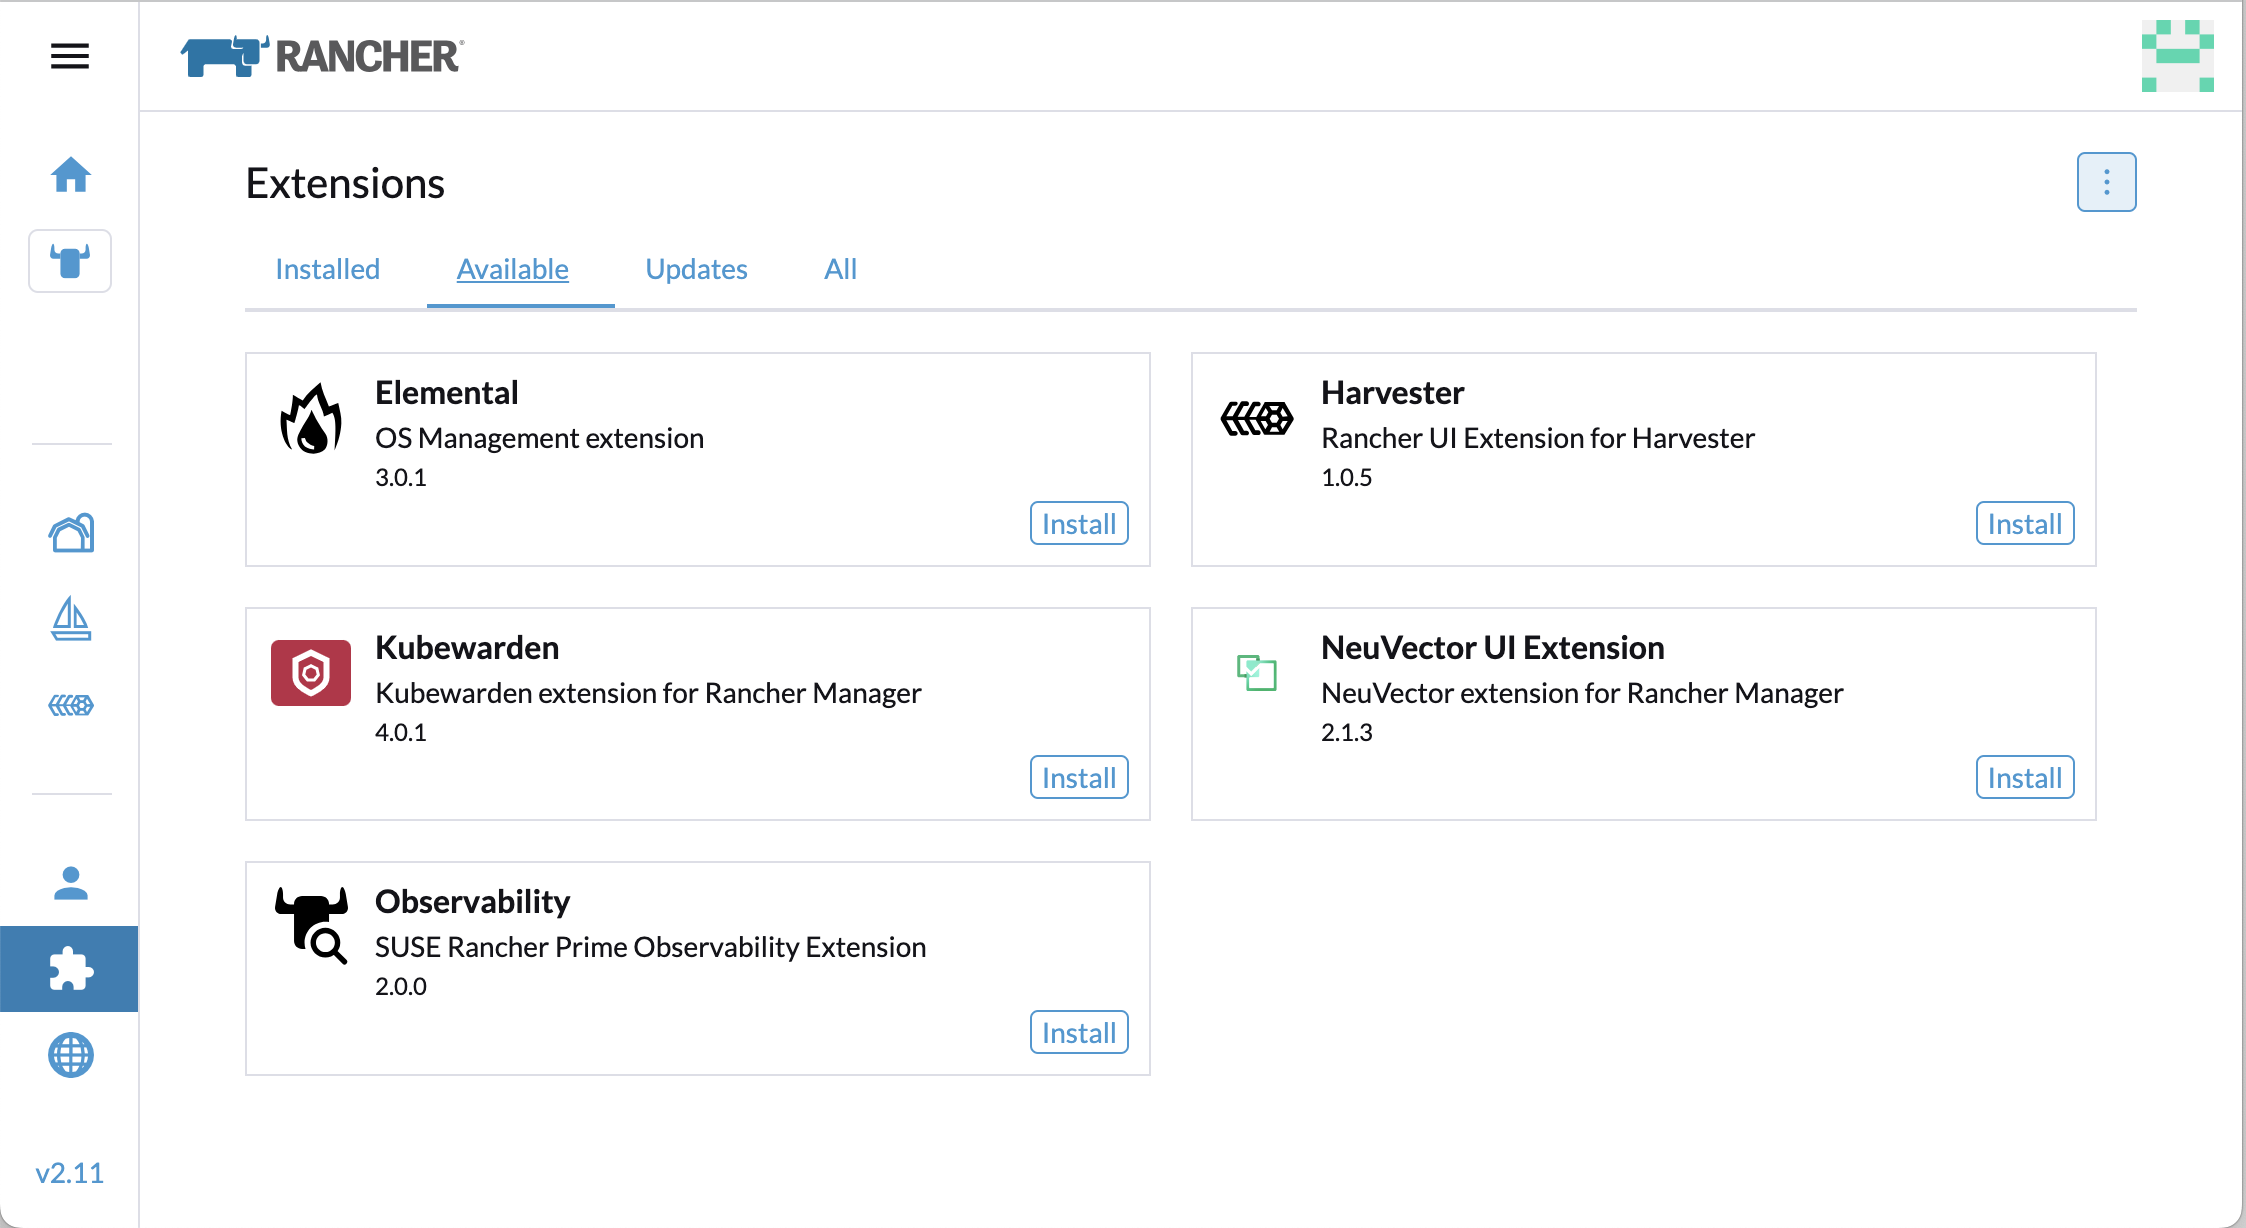 RANCHER®
Extensions
Installed Available Updates All
Elemental
OS Management extension
3.0.1
Install
Harvester
Rancher UI Extension for Harvester
1.0.5
Install
Kubewarden
Kubewarden extension for Rancher Manager
4.0.1
Install
NeuVector UI Extension
NeuVector extension for Rancher Manager
2.1.3
Install
Observability
SUSE Rancher Prime Observability Extension
2.0.0
Install
v2.11